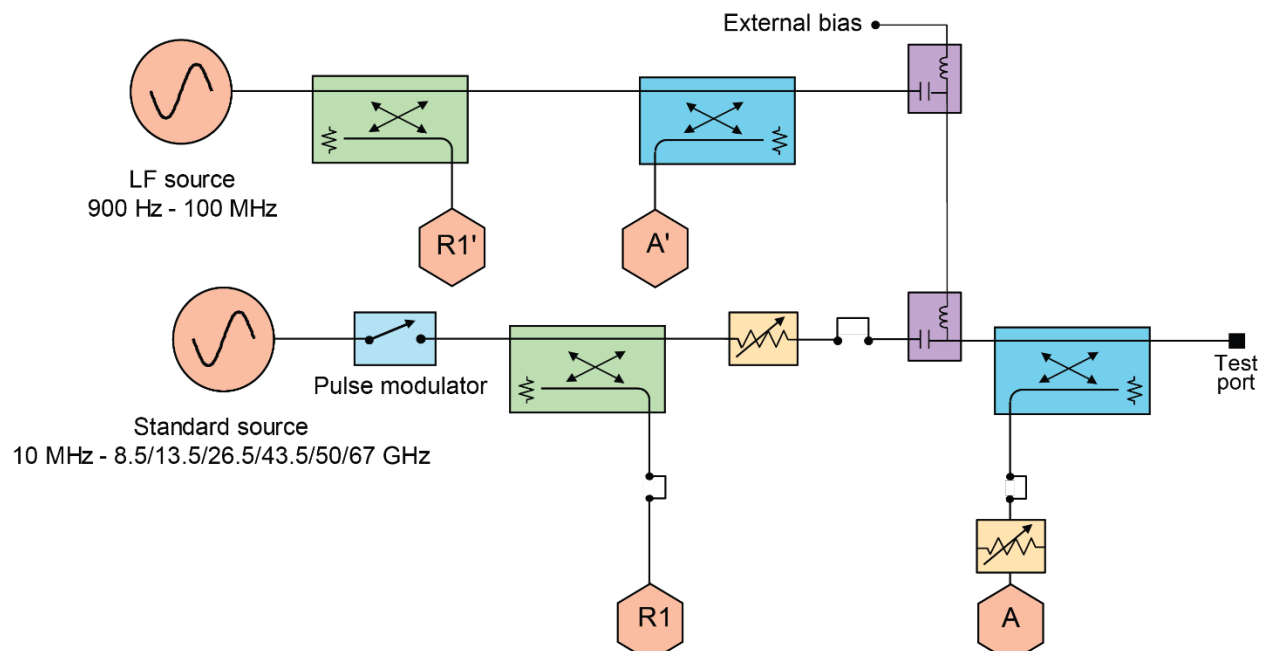 External bias
LF source
900 Hz - 100 MHz
R1'
A'
Pulse modulator
Test
port
Standard source
10 MHz - 8.5/13.5/26.5/43.5/50/67 GHz
R1
A